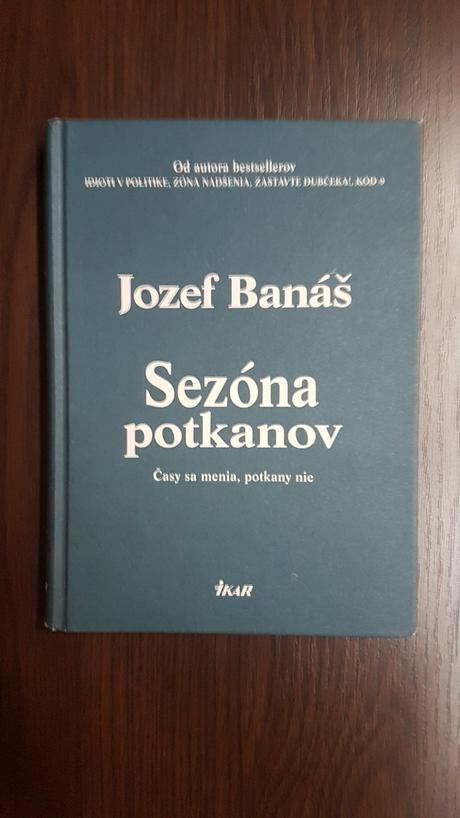 Od autora bestsellerov
IDIOTI V POLITIKE, ZÓNA NADŠENIA, ZASTAVTE DUBČEKA!, KÓD 9
Jozef Banáš
Sezóna
potkanov
Časy sa menia, potkany nie
IKAR